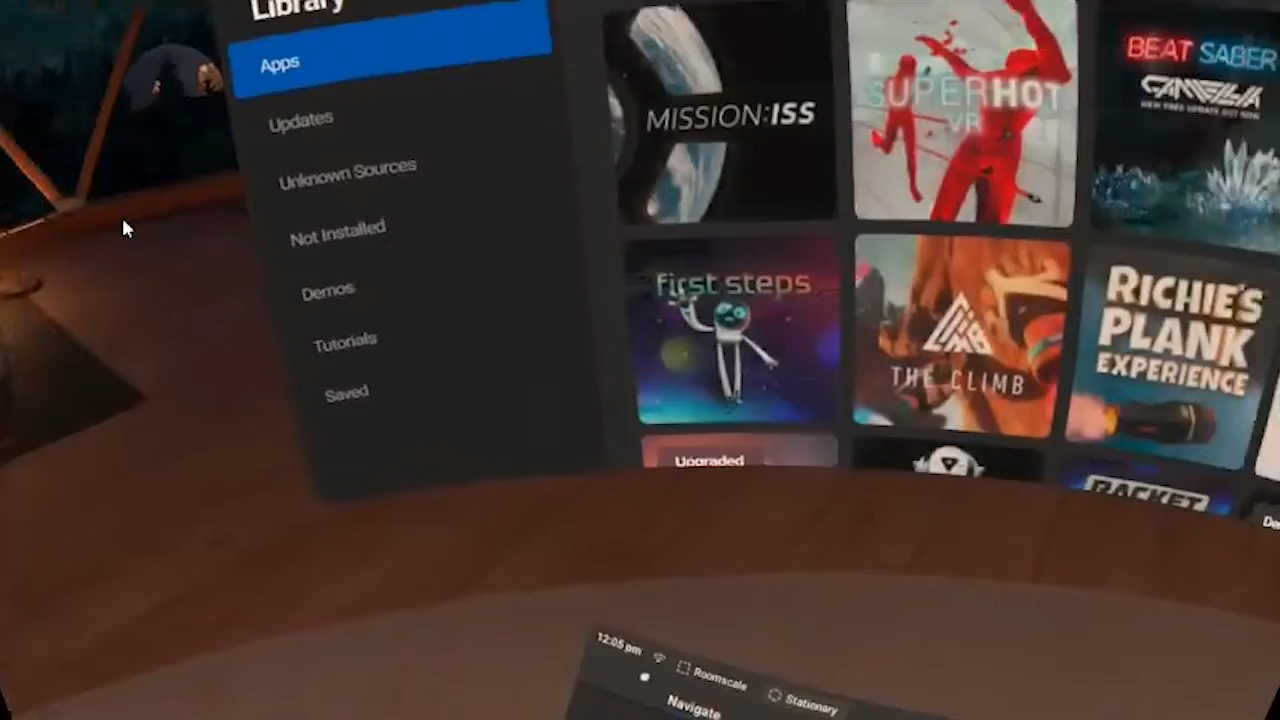 Library
Apps
Updates
Unknown Sources
Not Installed
Demos
Tutorials
Saved
MISSION:ISS
SUPERHOT
VR
BEAT SABER
CAMELLIA
first steps
THE CLIMB
RICHIE'S
PLANK
EXPERIENCE
Upgraded
RACKET
12:05 pm
Roomscale
Stationary
Navigate